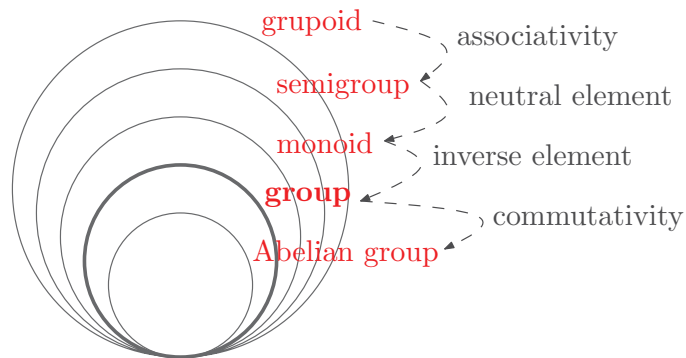 grupoid
associativity
semigroup
neutral element
monoid
inverse element
group
commutativity
Abelian group